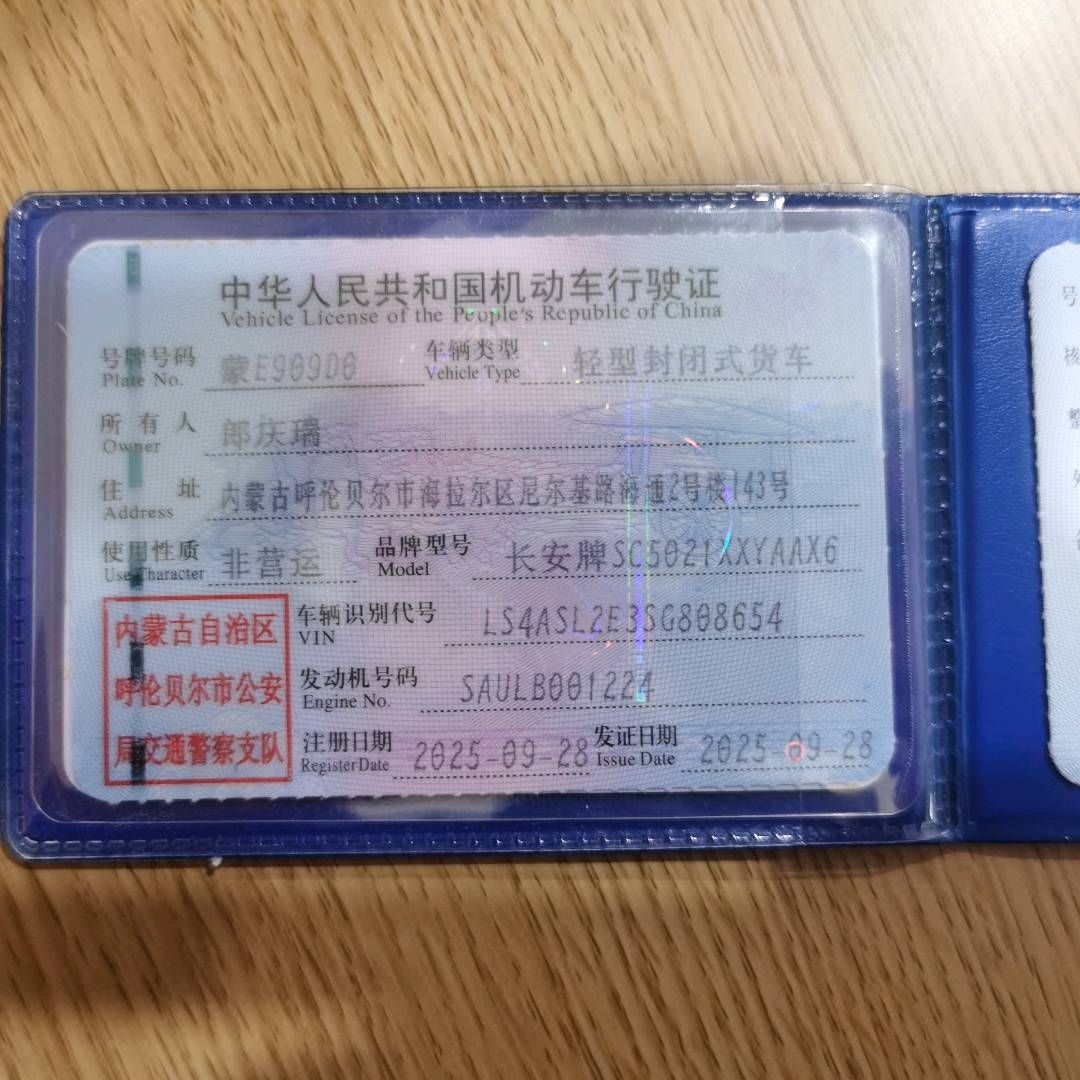 中华人民共和国机动车行驶证
Vehicle License of the People's Republic of China
号牌号码 蒙E909D0 车辆类型 轻型封闭式货车
Plate No. Vehicle Type
所有人 郎庆瑞
Owner
住址 内蒙古呼伦贝尔市海拉尔区尼尔基路海通2号楼143号
Address
使用性质 非营运 品牌型号 长安牌SC5021XXYAAX6
Use Character Model
车辆识别代号 LS4ASL2E3SG808654
VIN
发动机号码 SAULB001224
Engine No.
注册日期 2025-09-28 发证日期 2025-09-28
Register Date Issue Date
内蒙古自治区
呼伦贝尔市公安
局交通警察支队
号
核
整